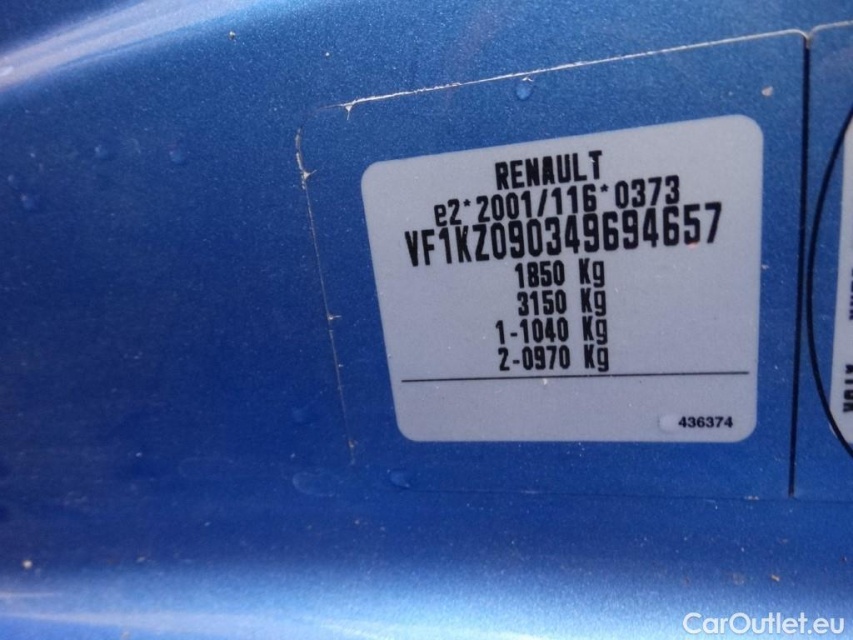 RENAULT
e2*2001/116*0373
VF1KZ090349694657
1850 Kg
3150 Kg
1-1040 Kg
2-0970 Kg
436374
CarOutlet.eu